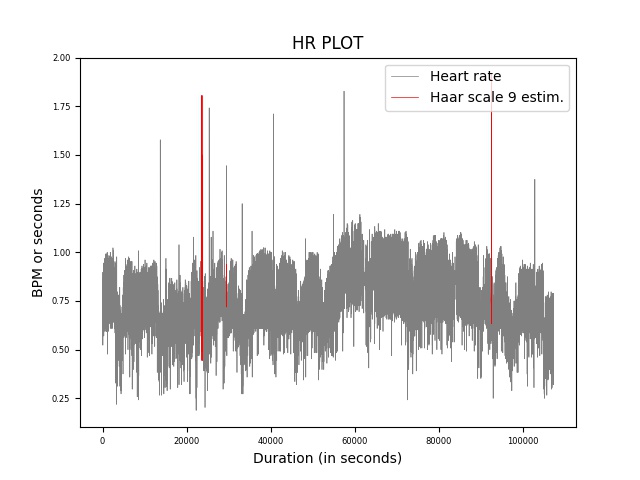 HR PLOT
2.00
1.75
1.50
1.25
1.00
0.75
0.50
0.25
BPM or seconds
Heart rate
Haar scale 9 estim.
0
20000
40000
60000
80000
100000
Duration (in seconds)